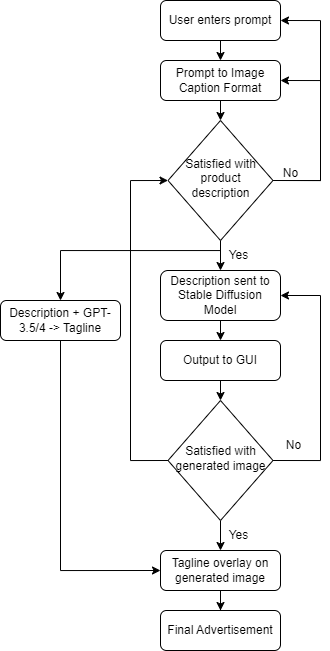 User enters prompt
Prompt to Image
Caption Format
Satisfied with
product
description
No
Yes
Description sent to
Stable Diffusion
Model
Description + GPT-
3.5/4 -> Tagline
Output to GUI
Satisfied with
generated image
No
Yes
Tagline overlay on
generated image
Final Advertisement